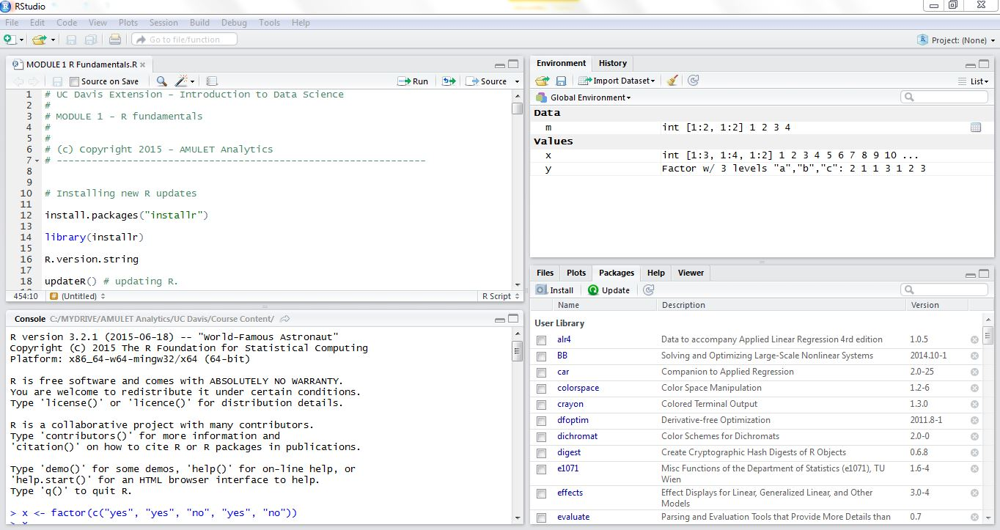 RStudio
File Edit Code View Plots Session Build Debug Tools Help
Go to file/function
Project: (None)
MODULE 1 R Fundamentals.R
Source on Save Run Source
1 # UC Davis Extension - Introduction to Data Science
2 #
3 # MODULE 1 - R fundamentals
4 #
5 #
6 # (c) Copyright 2015 - AMULET Analytics
7 # ---------------------------------------------------------------
8
9
10 # Installing new R updates
11
12 install.packages("installr")
13
14 library(installr)
15
16 R.version.string
17
18 updateR() # updating R.
454:10 # (Untitled) R Script
Console C:/MYDRIVE/AMULET Analytics/UC Davis/Course Content/
R version 3.2.1 (2015-06-18) -- "World-Famous Astronaut"
Copyright (C) 2015 The R Foundation for Statistical Computing
Platform: x86_64-w64-mingw32/x64 (64-bit)
R is free software and comes with ABSOLUTELY NO WARRANTY.
You are welcome to redistribute it under certain conditions.
Type 'license()' or 'licence()' for distribution details.
R is a collaborative project with many contributors.
Type 'contributors()' for more information and
'citation()' on how to cite R or R packages in publications.
Type 'demo()' for some demos, 'help()' for on-line help, or
'help.start()' for an HTML browser interface to help.
Type 'q()' to quit R.
> x <- factor(c("yes", "yes", "no", "yes", "no"))
Environment History
Import Dataset List
Global Environment
Data
m int [1:2, 1:2] 1 2 3 4
Values
x int [1:3, 1:4, 1:2] 1 2 3 4 5 6 7 8 9 10 ...
y Factor w/ 3 levels "a","b","c": 2 1 1 3 1 2 3
Files Plots Packages Help Viewer
Install Update
Name Description Version
User Library
alr4 Data to accompany Applied Linear Regression 4rd edition 1.0.5
BB Solving and Optimizing Large-Scale Nonlinear Systems 2014.10-1
car Companion to Applied Regression 2.0-25
colorspace Color Space Manipulation 1.2-6
crayon Colored Terminal Output 1.3.0
dfoptim Derivative-free Optimization 2011.8-1
dichromat Color Schemes for Dichromats 2.0-0
digest Create Cryptographic Hash Digests of R Objects 0.6.8
e1071 Misc Functions of the Department of Statistics (e1071), TU 1.6-4
Wien
effects Effect Displays for Linear, Generalized Linear, and Other 3.0-4
Models
evaluate Parsing and Evaluation Tools that Provide More Details than 0.7